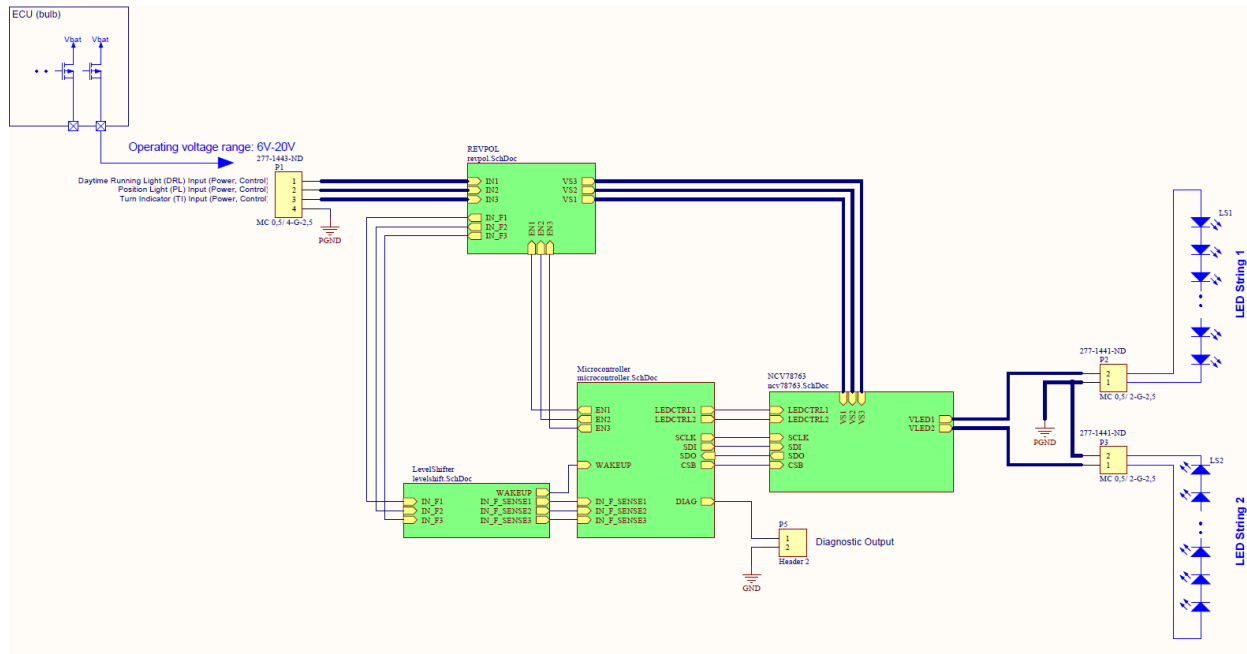 ECU (bulb)
Vbat Vbat
Operating voltage range: 6V-20V
277-1443-ND
P1
Daytime Running Light (DRL) Input (Power, Control)
Position Light (PL) Input (Power, Control)
Turn Indicator (TI) Input (Power, Control)
1
2
3
4
MC 0,5/ 4-G-2,5
PGND
REVPOL
revpol.SchDoc
IN1 VS3
IN2 VS2
IN3 VS1
IN_F1
IN_F2
IN_F3
EN1
EN2
EN3
Microcontroller
microcontroller.SchDoc
EN1 LEDCTRL1
EN2 LEDCTRL2
EN3
SCLK
SDI
SDO
WAKEUP CSB
IN_F_SENSE1 DIAG
IN_F_SENSE2
IN_F_SENSE3
LevelShifter
levelshift.SchDoc
WAKEUP
IN_F1 IN_F_SENSE1
IN_F2 IN_F_SENSE2
IN_F3 IN_F_SENSE3
NCV78763
ncv78763.SchDoc
VS1
VS2
VS3
LEDCTRL1
LEDCTRL2
VLED1
VLED2
SCLK
SDI
SDO
CSB
P5
1
2
Header 2
Diagnostic Output
GND
277-1441-ND
P2
2
1
MC 0,5/ 2-G-2,5
PGND
277-1441-ND
P3
2
1
MC 0,5/ 2-G-2,5
LS1
LED String 1
LS2
LED String 2